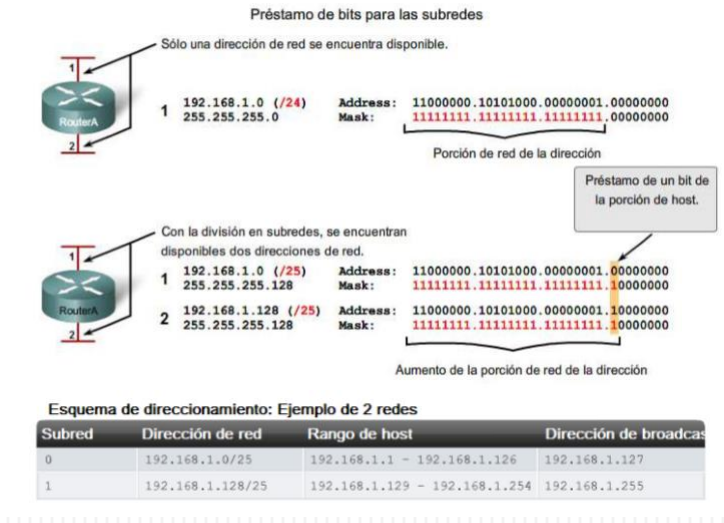 Préstamo de bits para las subredes
Sólo una dirección de red se encuentra disponible.
1
RouterA
2
1 192.168.1.0 (/24) Address: 11000000.10101000.00000001.00000000
255.255.255.0 Mask: 11111111.11111111.11111111.00000000
Porción de red de la dirección
Préstamo de un bit de
la porción de host.
Con la división en subredes, se encuentran
disponibles dos direcciones de red.
1
RouterA
2
1 192.168.1.0 (/25) Address: 11000000.10101000.00000001.00000000
255.255.255.128 Mask: 11111111.11111111.11111111.10000000
2 192.168.1.128 (/25) Address: 11000000.10101000.00000001.10000000
255.255.255.128 Mask: 11111111.11111111.11111111.10000000
Aumento de la porción de red de la dirección
Esquema de direccionamiento: Ejemplo de 2 redes
Subred Dirección de red Rango de host Dirección de broadcas
0 192.168.1.0/25 192.168.1.1 - 192.168.1.126 192.168.1.127
1 192.168.1.128/25 192.168.1.129 - 192.168.1.254 192.168.1.255